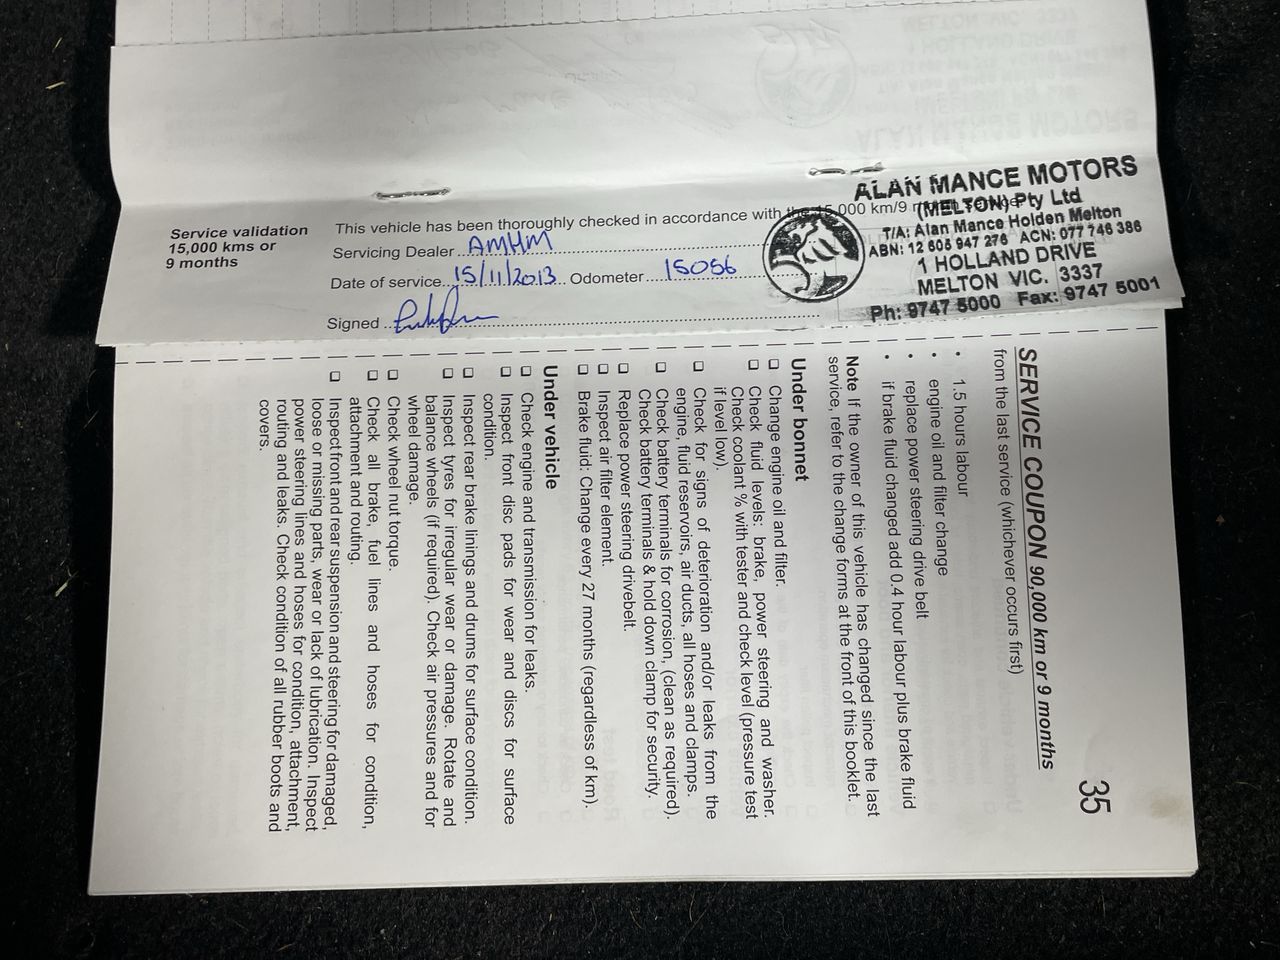 Service validation
15,000 kms or
9 months
This vehicle has been thoroughly checked in accordance with the 15,000 km/9
Servicing Dealer AMHM
Date of service 15/11/2013 Odometer 15056
Signed
ALAN MANCE MOTORS
(MELTON) Pty Ltd
T/A: Alan Mance Holden Melton
ABN: 12 605 947 276 ACN: 077 746 386
1 HOLLAND DRIVE
MELTON VIC. 3337
Ph: 9747 5000 Fax: 9747 5001
35
SERVICE COUPON 90,000 km or 9 months
from the last service (whichever occurs first)
• 1.5 hours labour
• engine oil and filter change
• replace power steering drive belt
• if brake fluid changed add 0.4 hour labour plus brake fluid
Note If the owner of this vehicle has changed since the last
service, refer to the change forms at the front of this booklet.
Under bonnet
❑ Change engine oil and filter.
❑ Check fluid levels: brake, power steering and washer.
Check coolant % with tester and check level (pressure test
if level low).
❑ Check for signs of deterioration and/or leaks from the
engine, fluid reservoirs, air ducts, all hoses and clamps.
❑ Check battery terminals for corrosion, (clean as required).
Check battery terminals & hold down clamp for security.
❑ Replace power steering drivebelt.
❑ Inspect air filter element.
❑ Brake fluid: Change every 27 months (regardless of km).
Under vehicle
❑ Check engine and transmission for leaks.
❑ Inspect front disc pads for wear and discs for surface
condition.
❑ Inspect rear brake linings and drums for surface condition.
❑ Inspect tyres for irregular wear or damage. Rotate and
balance wheels (if required). Check air pressures and for
wheel damage.
❑ Check wheel nut torque.
❑ Check all brake, fuel lines and hoses for condition,
attachment and routing.
❑ Inspect front and rear suspension and steering for damaged,
loose or missing parts, wear or lack of lubrication. Inspect
power steering lines and hoses for condition, attachment,
routing and leaks. Check condition of all rubber boots and
covers.